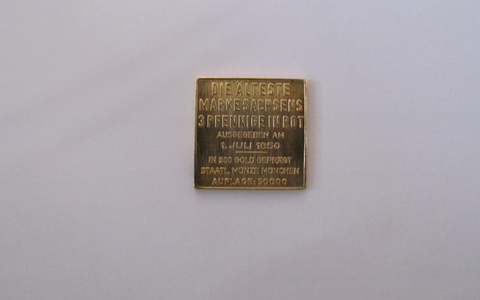 DIE ÄLTESTE
MARKE SACHSENS
3 PFENNIGE IN ROT
AUSGEGEBEN AM
1. JULI 1850
IN 900 GOLD GEPRÄGT
STAATL. MÜNZE MÜNCHEN
AUFLAGE: